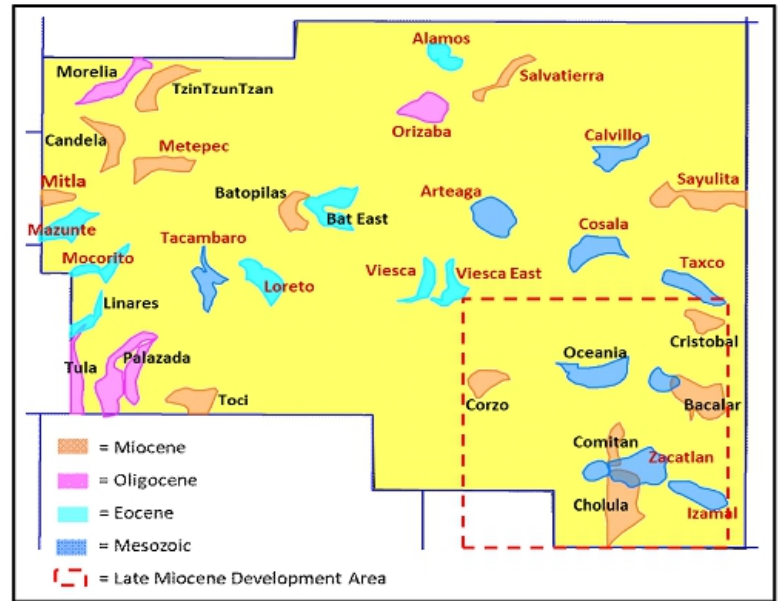 Alamos
Morelia
TzinTzunTzan
Salvatierra
Orizaba
Candela
Metepec
Calvillo
Mitla
Batopilas
Bat East
Arteaga
Sayulita
Mazunte
Tacambaro
Cosala
Mocorito
Loreto
Viesca
Viesca East
Taxco
Linares
Cristobal
Oceania
Tula
Palazada
Toci
Corzo
Bacalar
Comitan
Zacatlan
Cholula
Izamal
= Miocene
= Oligocene
= Eocene
= Mesozoic
= Late Miocene Development Area